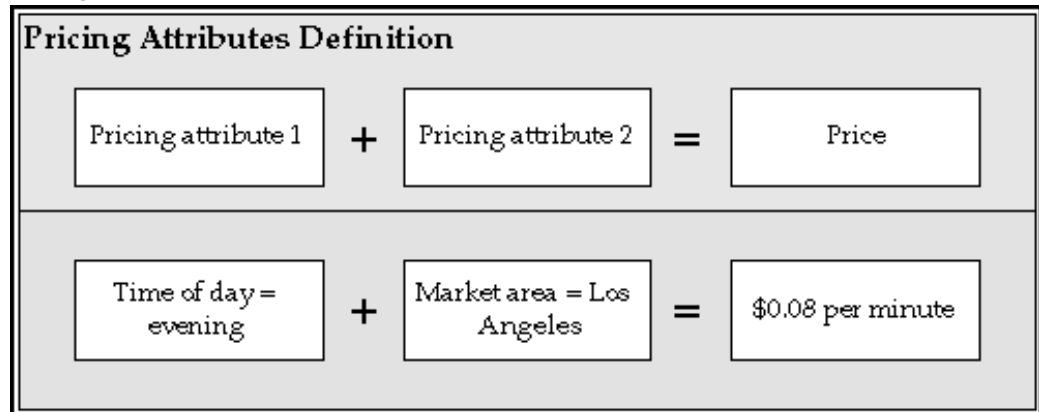 Pricing Attributes Definition
Pricing attribute 1 + Pricing attribute 2 = Price
Time of day =
evening
+
Market area = Los
Angeles
=
$0.08 per minute